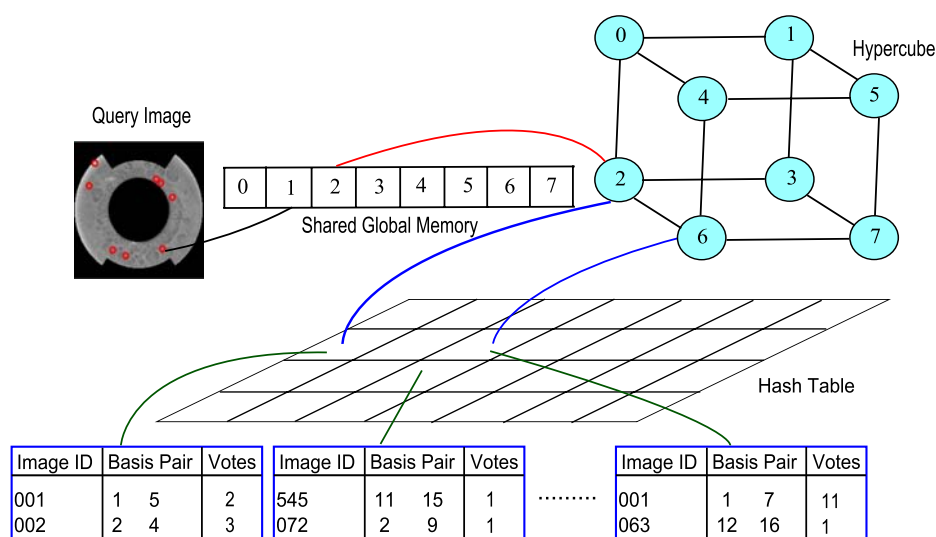 0 1
Hypercube
4 5
Query Image
0 1 2 3 4 5 6 7
2 3
Shared Global Memory
6 7
Hash Table
Image ID Basis Pair Votes
001 1 5 2
002 2 4 3
Image ID Basis Pair Votes
545 11 15 1
072 2 9 1
.........
Image ID Basis Pair Votes
001 1 7 11
063 12 16 1